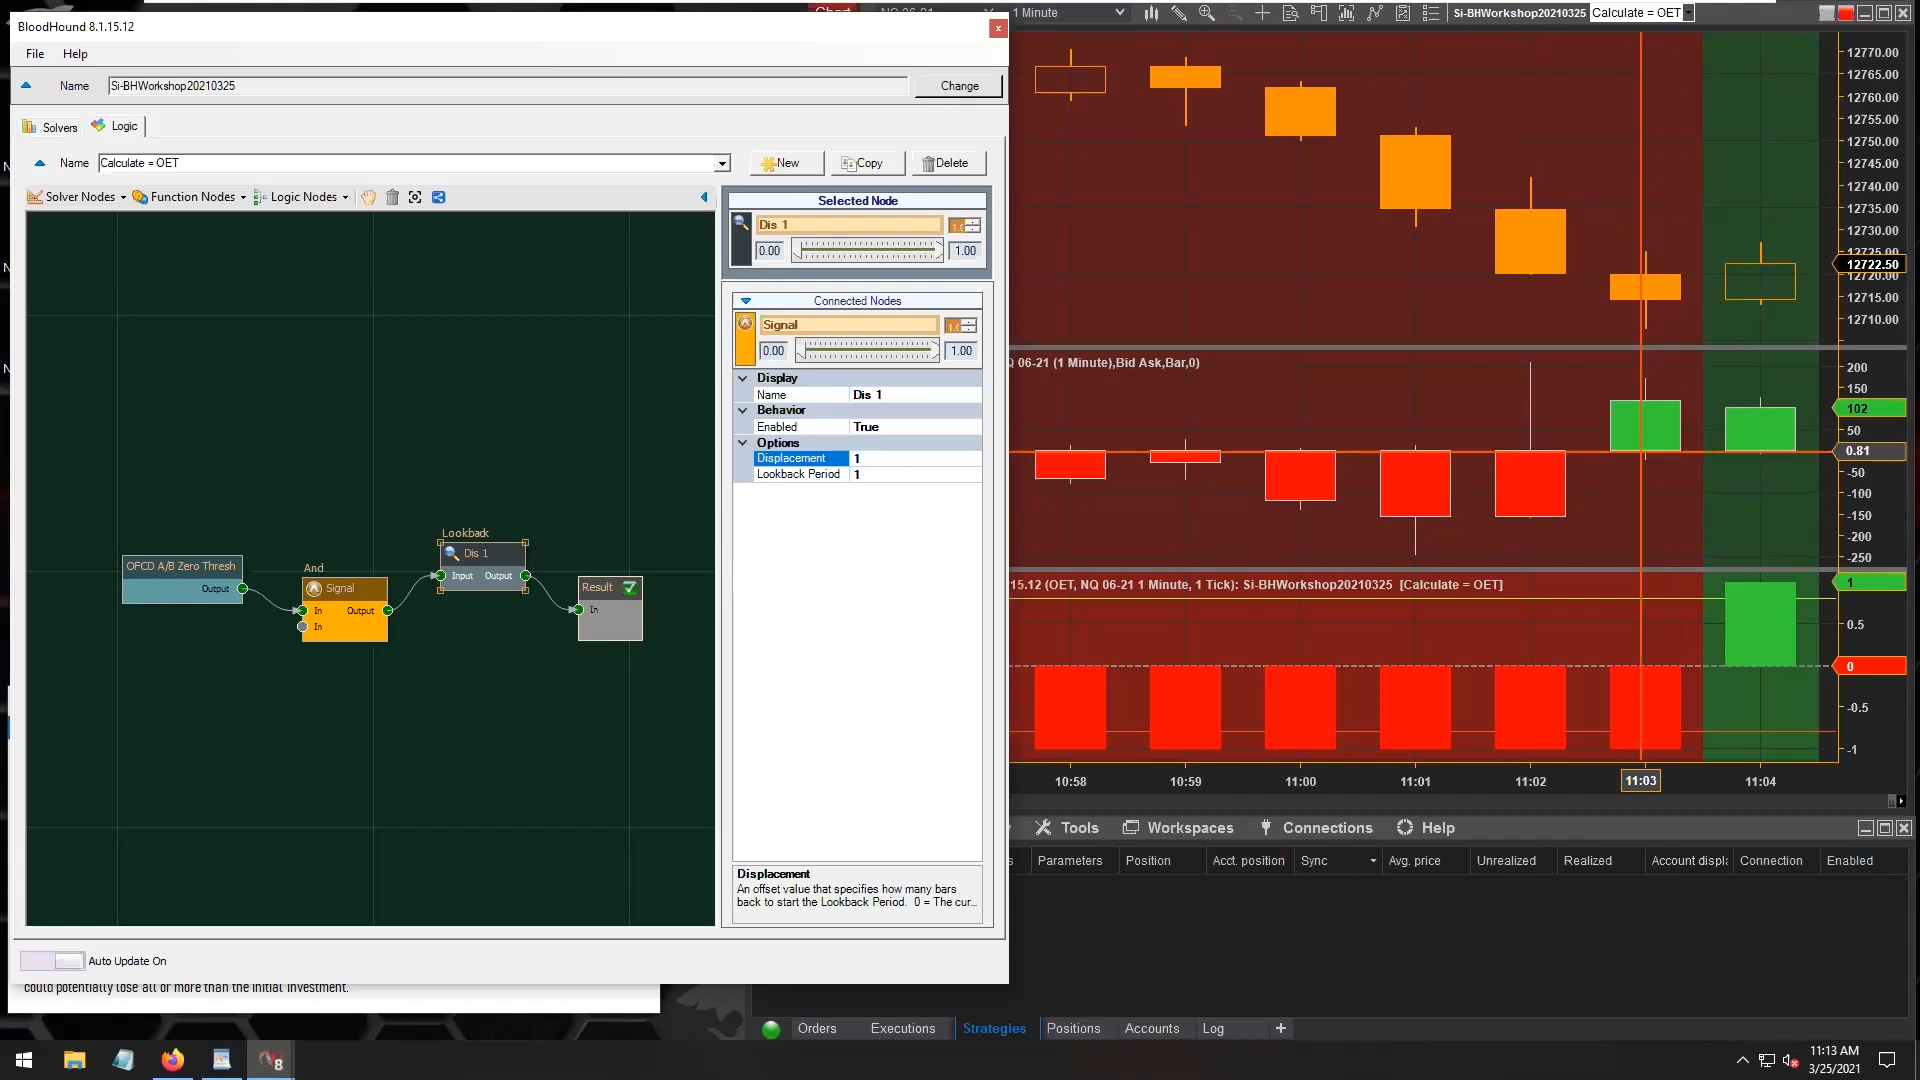 BloodHound 8.1.15.12
File Help
Name Si-BHWorkshop20210325 Change
Solvers Logic
Name Calculate = OET New Copy Delete
Solver Nodes Function Nodes Logic Nodes
Selected Node
Dis 1
0.00 1.00
Connected Nodes
Signal
0.00 1.00
Display
Name Dis 1
Behavior
Enabled True
Options
Displacement 1
Lookback Period 1
OFCD A/B Zero Thresh
Output
And
Signal
In Output
In
Lookback
Dis 1
Input Output
Result
In
Displacement
An offset value that specifies how many bars
back to start the Lookback Period. 0 = The cur...
Auto Update On
could potentially lose all or more than the initial investment.
1 Minute
Si-BHWorkshop20210325 Calculate = OET
12770.00
12765.00
12760.00
12755.00
12750.00
12745.00
12740.00
12735.00
12730.00
12725.00
12722.50
12720.00
12715.00
12710.00
NQ 06-21 (1 Minute),Bid Ask,Bar,0)
200
150
102
50
0.81
-50
-100
-150
-200
-250
15.12 (OET, NQ 06-21 1 Minute, 1 Tick): Si-BHWorkshop20210325 [Calculate = OET]
1
0.5
0
-0.5
-1
10:58 10:59 11:00 11:01 11:02 11:03 11:04
Tools Workspaces Connections Help
Parameters Position Acct. position Sync Avg. price Unrealized Realized Account displ Connection Enabled
Orders Executions Strategies Positions Accounts Log +
11:13 AM
3/25/2021